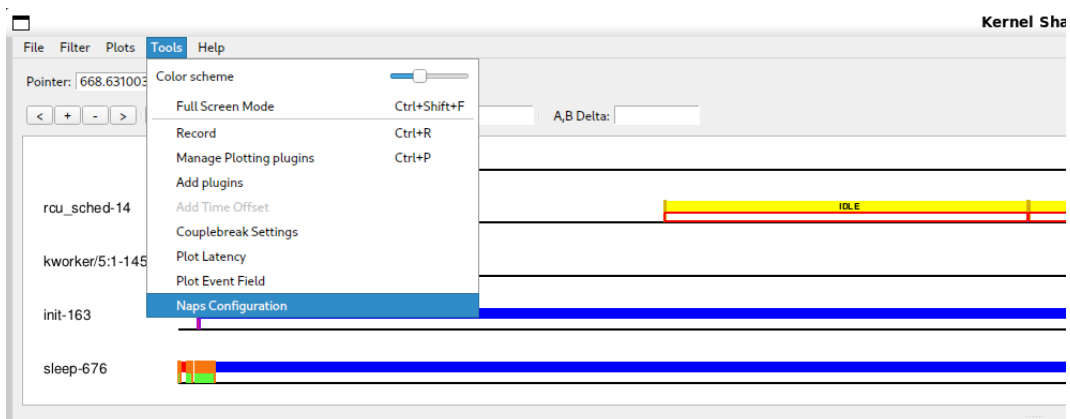 Kernel Sha
File Filter Plots Tools Help
Pointer: 668.631003
Color scheme
< + - >
A,B Delta:
Full Screen Mode Ctrl+Shift+F
Record Ctrl+R
Manage Plotting plugins Ctrl+P
Add plugins
Add Time Offset
Couplebreak Settings
Plot Latency
Plot Event Field
Naps Configuration
rcu_sched-14
IDLE
kworker/5:1-145
init-163
sleep-676